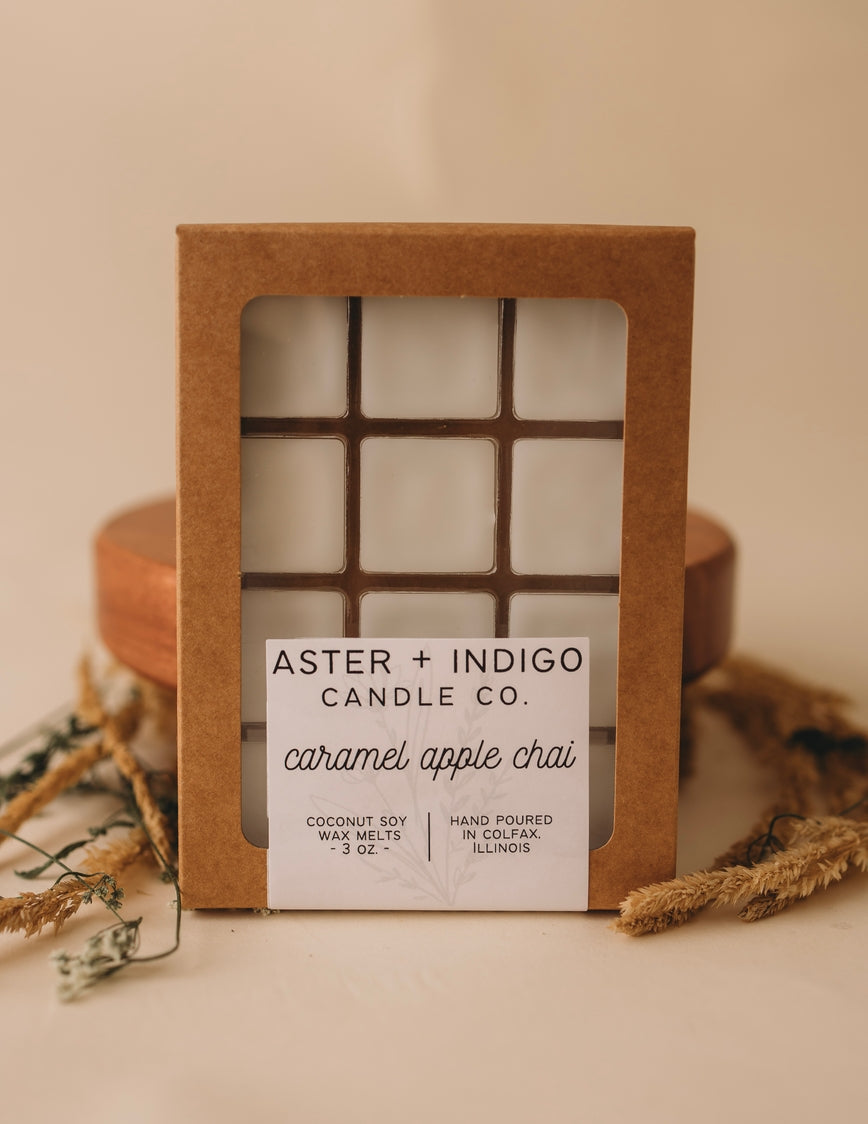 ASTER + INDIGO
CANDLE CO.
caramel apple chai
COCONUT SOY
WAX MELTS
- 3 OZ. -
HAND POURED
IN COLFAX,
ILLINOIS